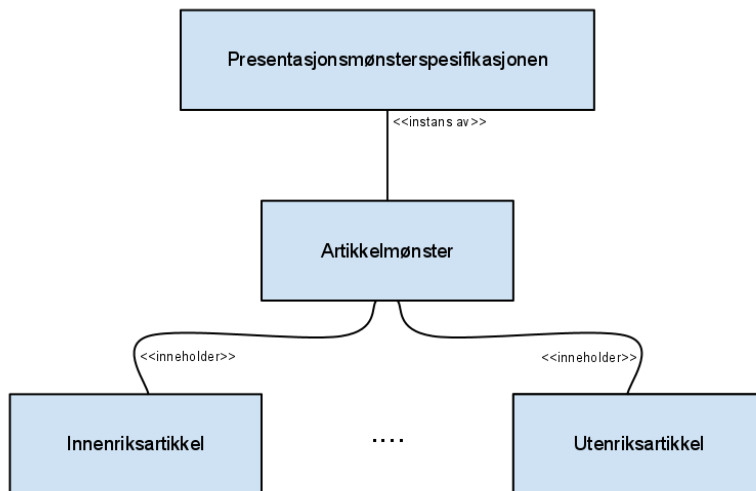 Presentasjonsmønsterspesifikasjonen
<<instans av>>
Artikkelmønster
<<inneholder>>
<<inneholder>>
Innenriksartikkel
....
Utenriksartikkel